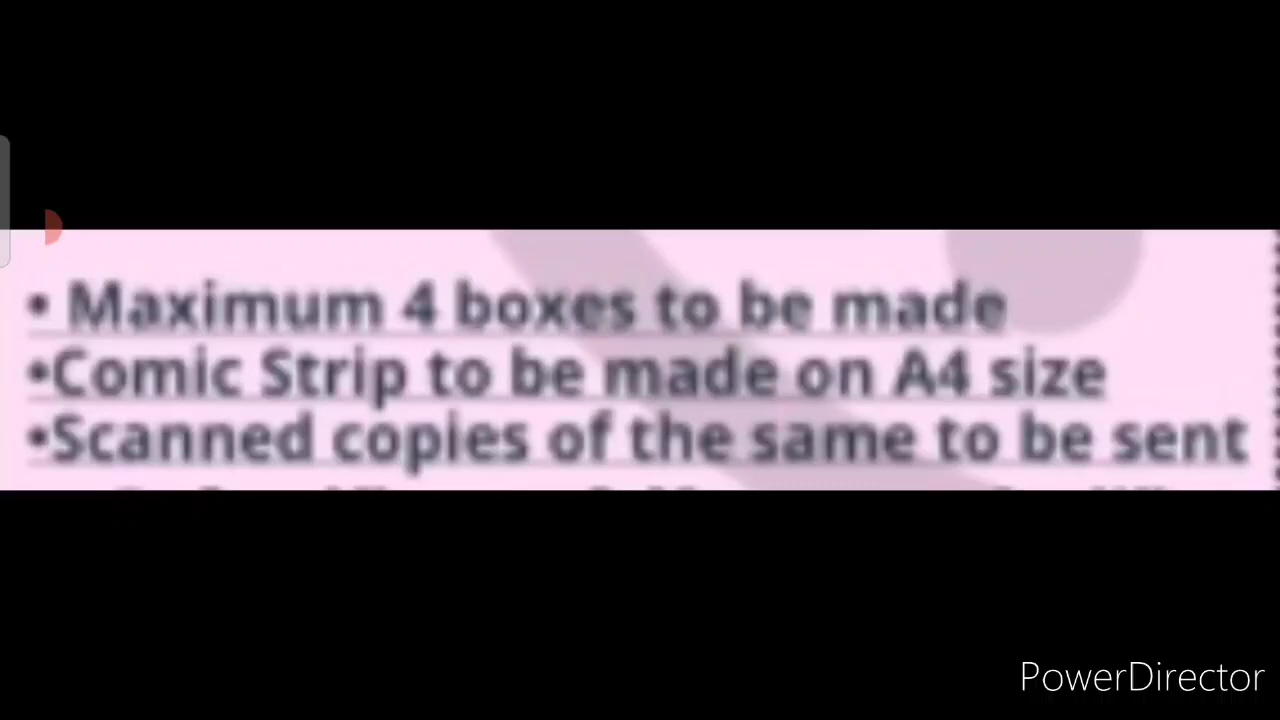 • Maximum 4 boxes to be made
•Comic Strip to be made on A4 size
•Scanned copies of the same to be sent
PowerDirector